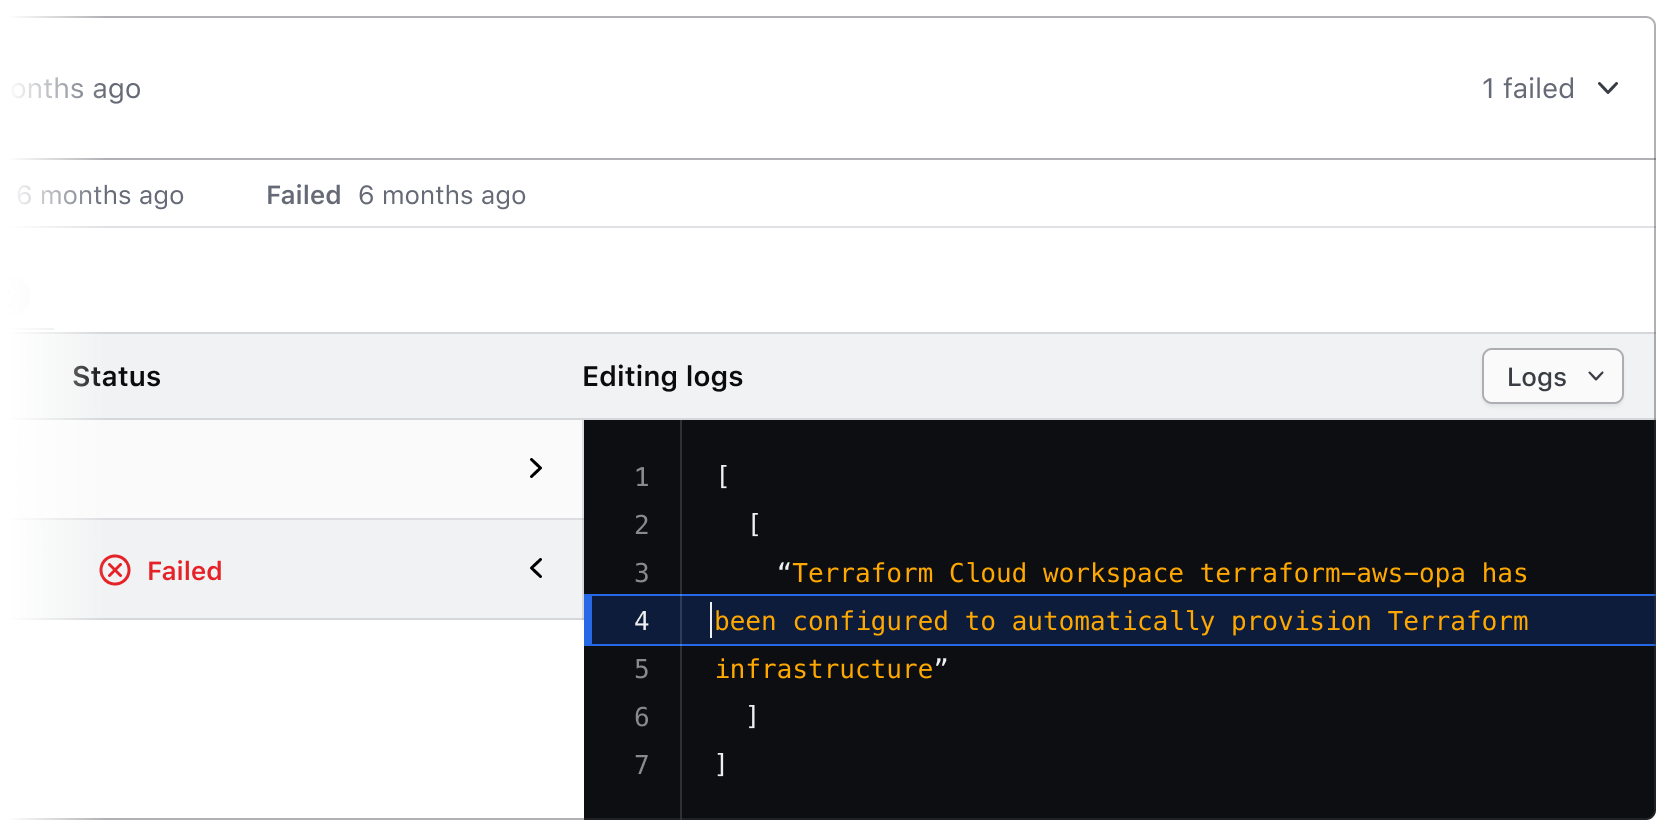 onths ago
1 failed
6 months ago Failed 6 months ago
Status Editing logs Logs
1 [
2 [
3 “Terraform Cloud workspace terraform-aws-opa has
4 been configured to automatically provision Terraform
5 infrastructure”
6 ]
7 ]
Failed